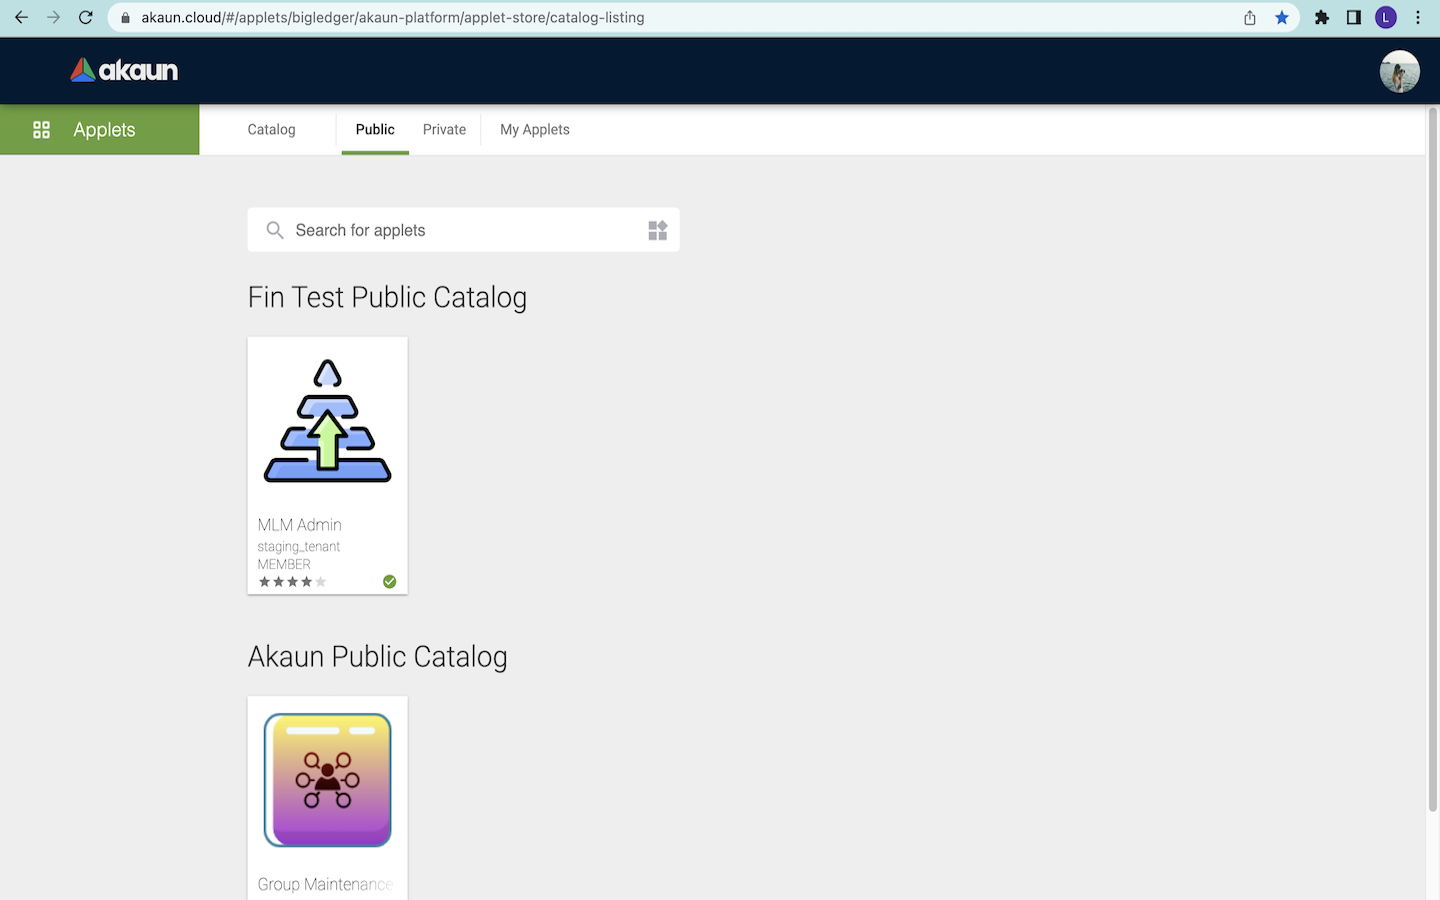 akaun.cloud/#/applets/bigledger/akaun-platform/applet-store/catalog-listing
L
akaun
Applets
Catalog
Public
Private
My Applets
Search for applets
Fin Test Public Catalog
MLM Admin
staging_tenant
MEMBER
Akaun Public Catalog
Group Maintenance